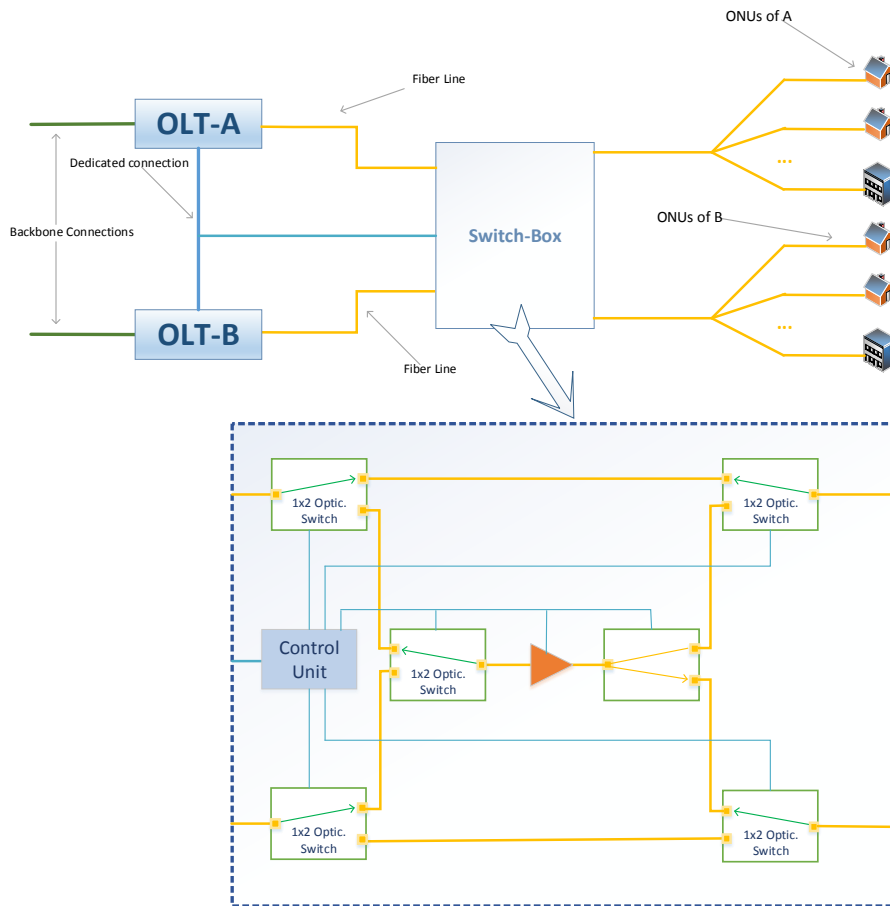 ONUs of A
Fiber Line
OLT-A
Dedicated connection
...
ONUs of B
Backbone Connections
Switch-Box
OLT-B
...
Fiber Line
1x2 Optic.
Switch
1x2 Optic.
Switch
Control
Unit
1x2 Optic.
Switch
1x2 Optic.
Switch
1x2 Optic.
Switch